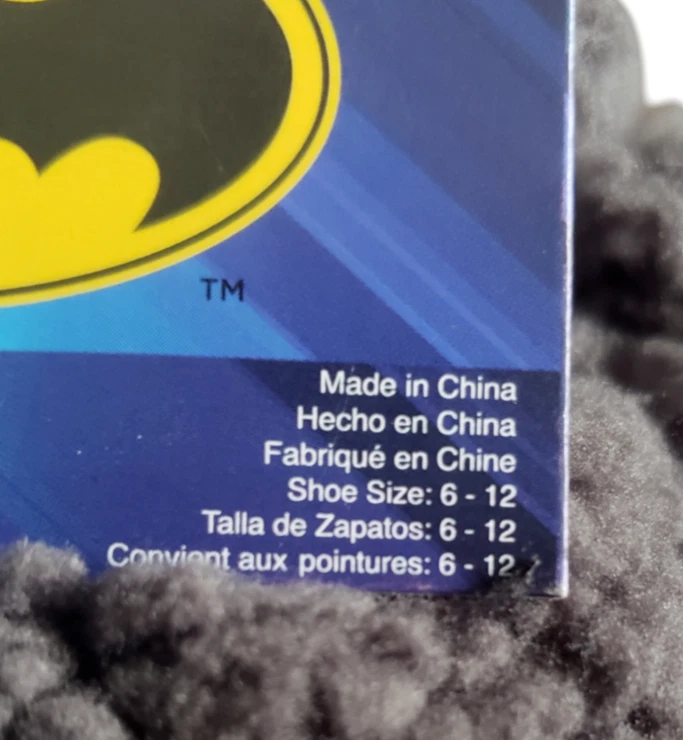 TM
Made in China
Hecho en China
Fabriqué en Chine
Shoe Size: 6 - 12
Talla de Zapatos: 6 - 12
Convient aux pointures: 6 - 12